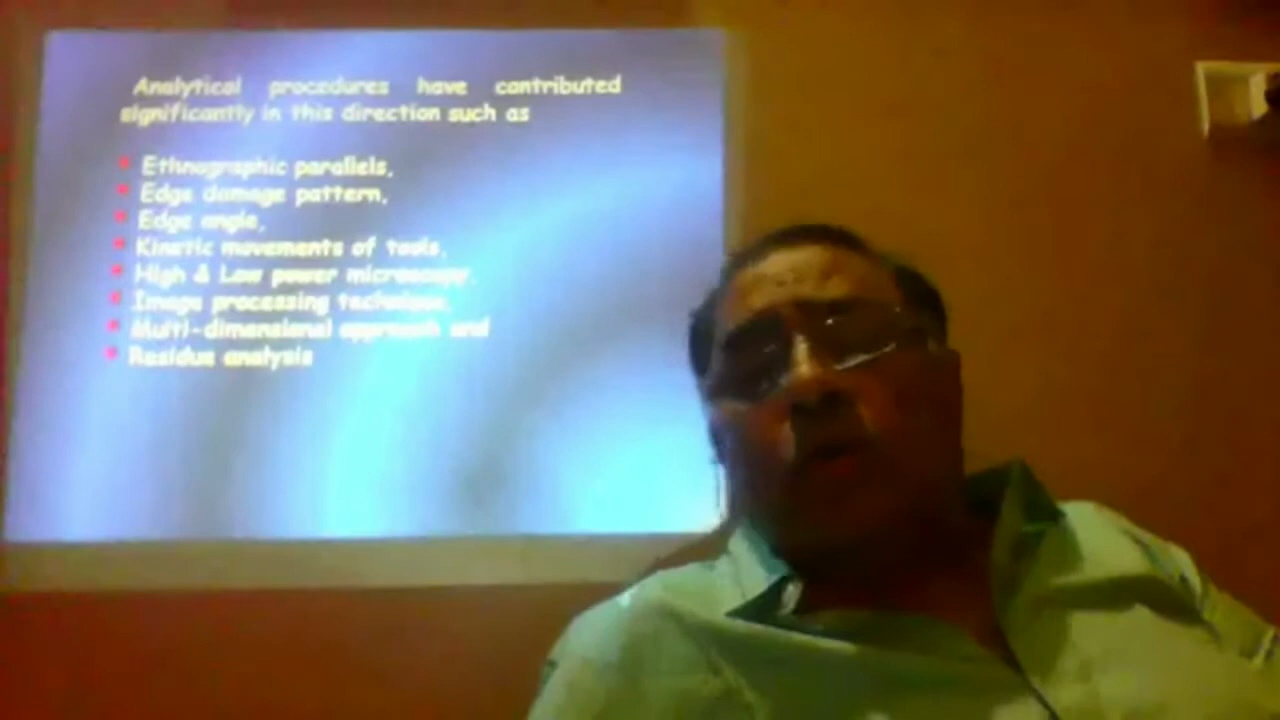 Analytical procedures have contributed
significantly in this direction such as
Ethnographic parallels,
Edge damage pattern,
Edge angle,
Kinetic movements of tools,
High & Low power microscopy,
Image processing technique,
Multi-dimensional approach and
Residue analysis